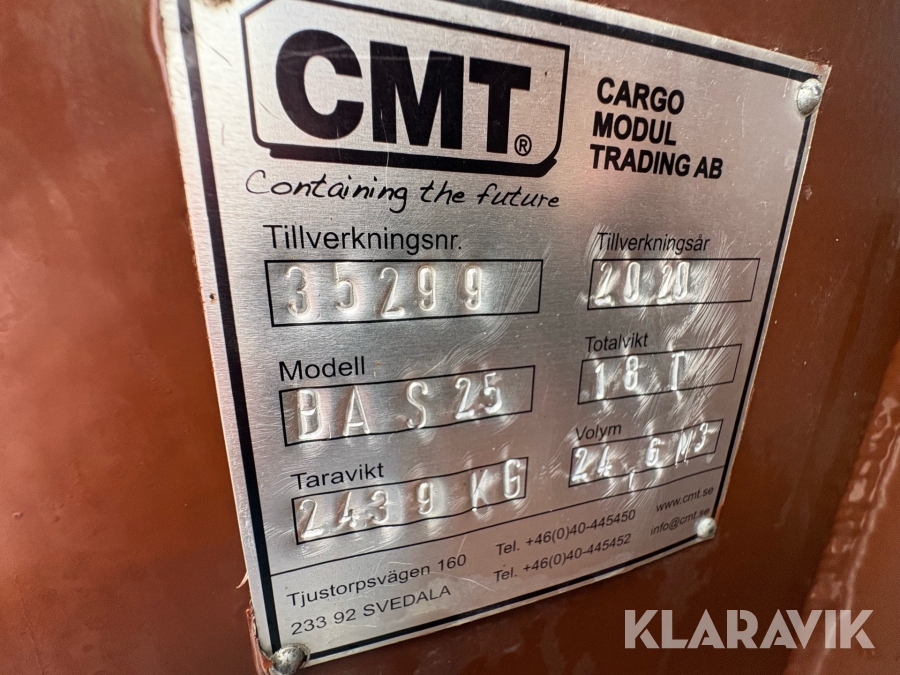 CMT®
CARGO
MODUL
TRADING AB
Containing the future
Tillverkningsnr.
35299
Tillverkningsår
2020
Modell
BA S25
Totalvikt
18 T
Taravikt
2439 KG
Volym
24,6 M3
Tjustorpsvägen 160
233 92 SVEDALA
Tel. +46(0)40-445450
Tel. +46(0)40-445452
www.cmt.se
info@cmt.se
KLARAVIK